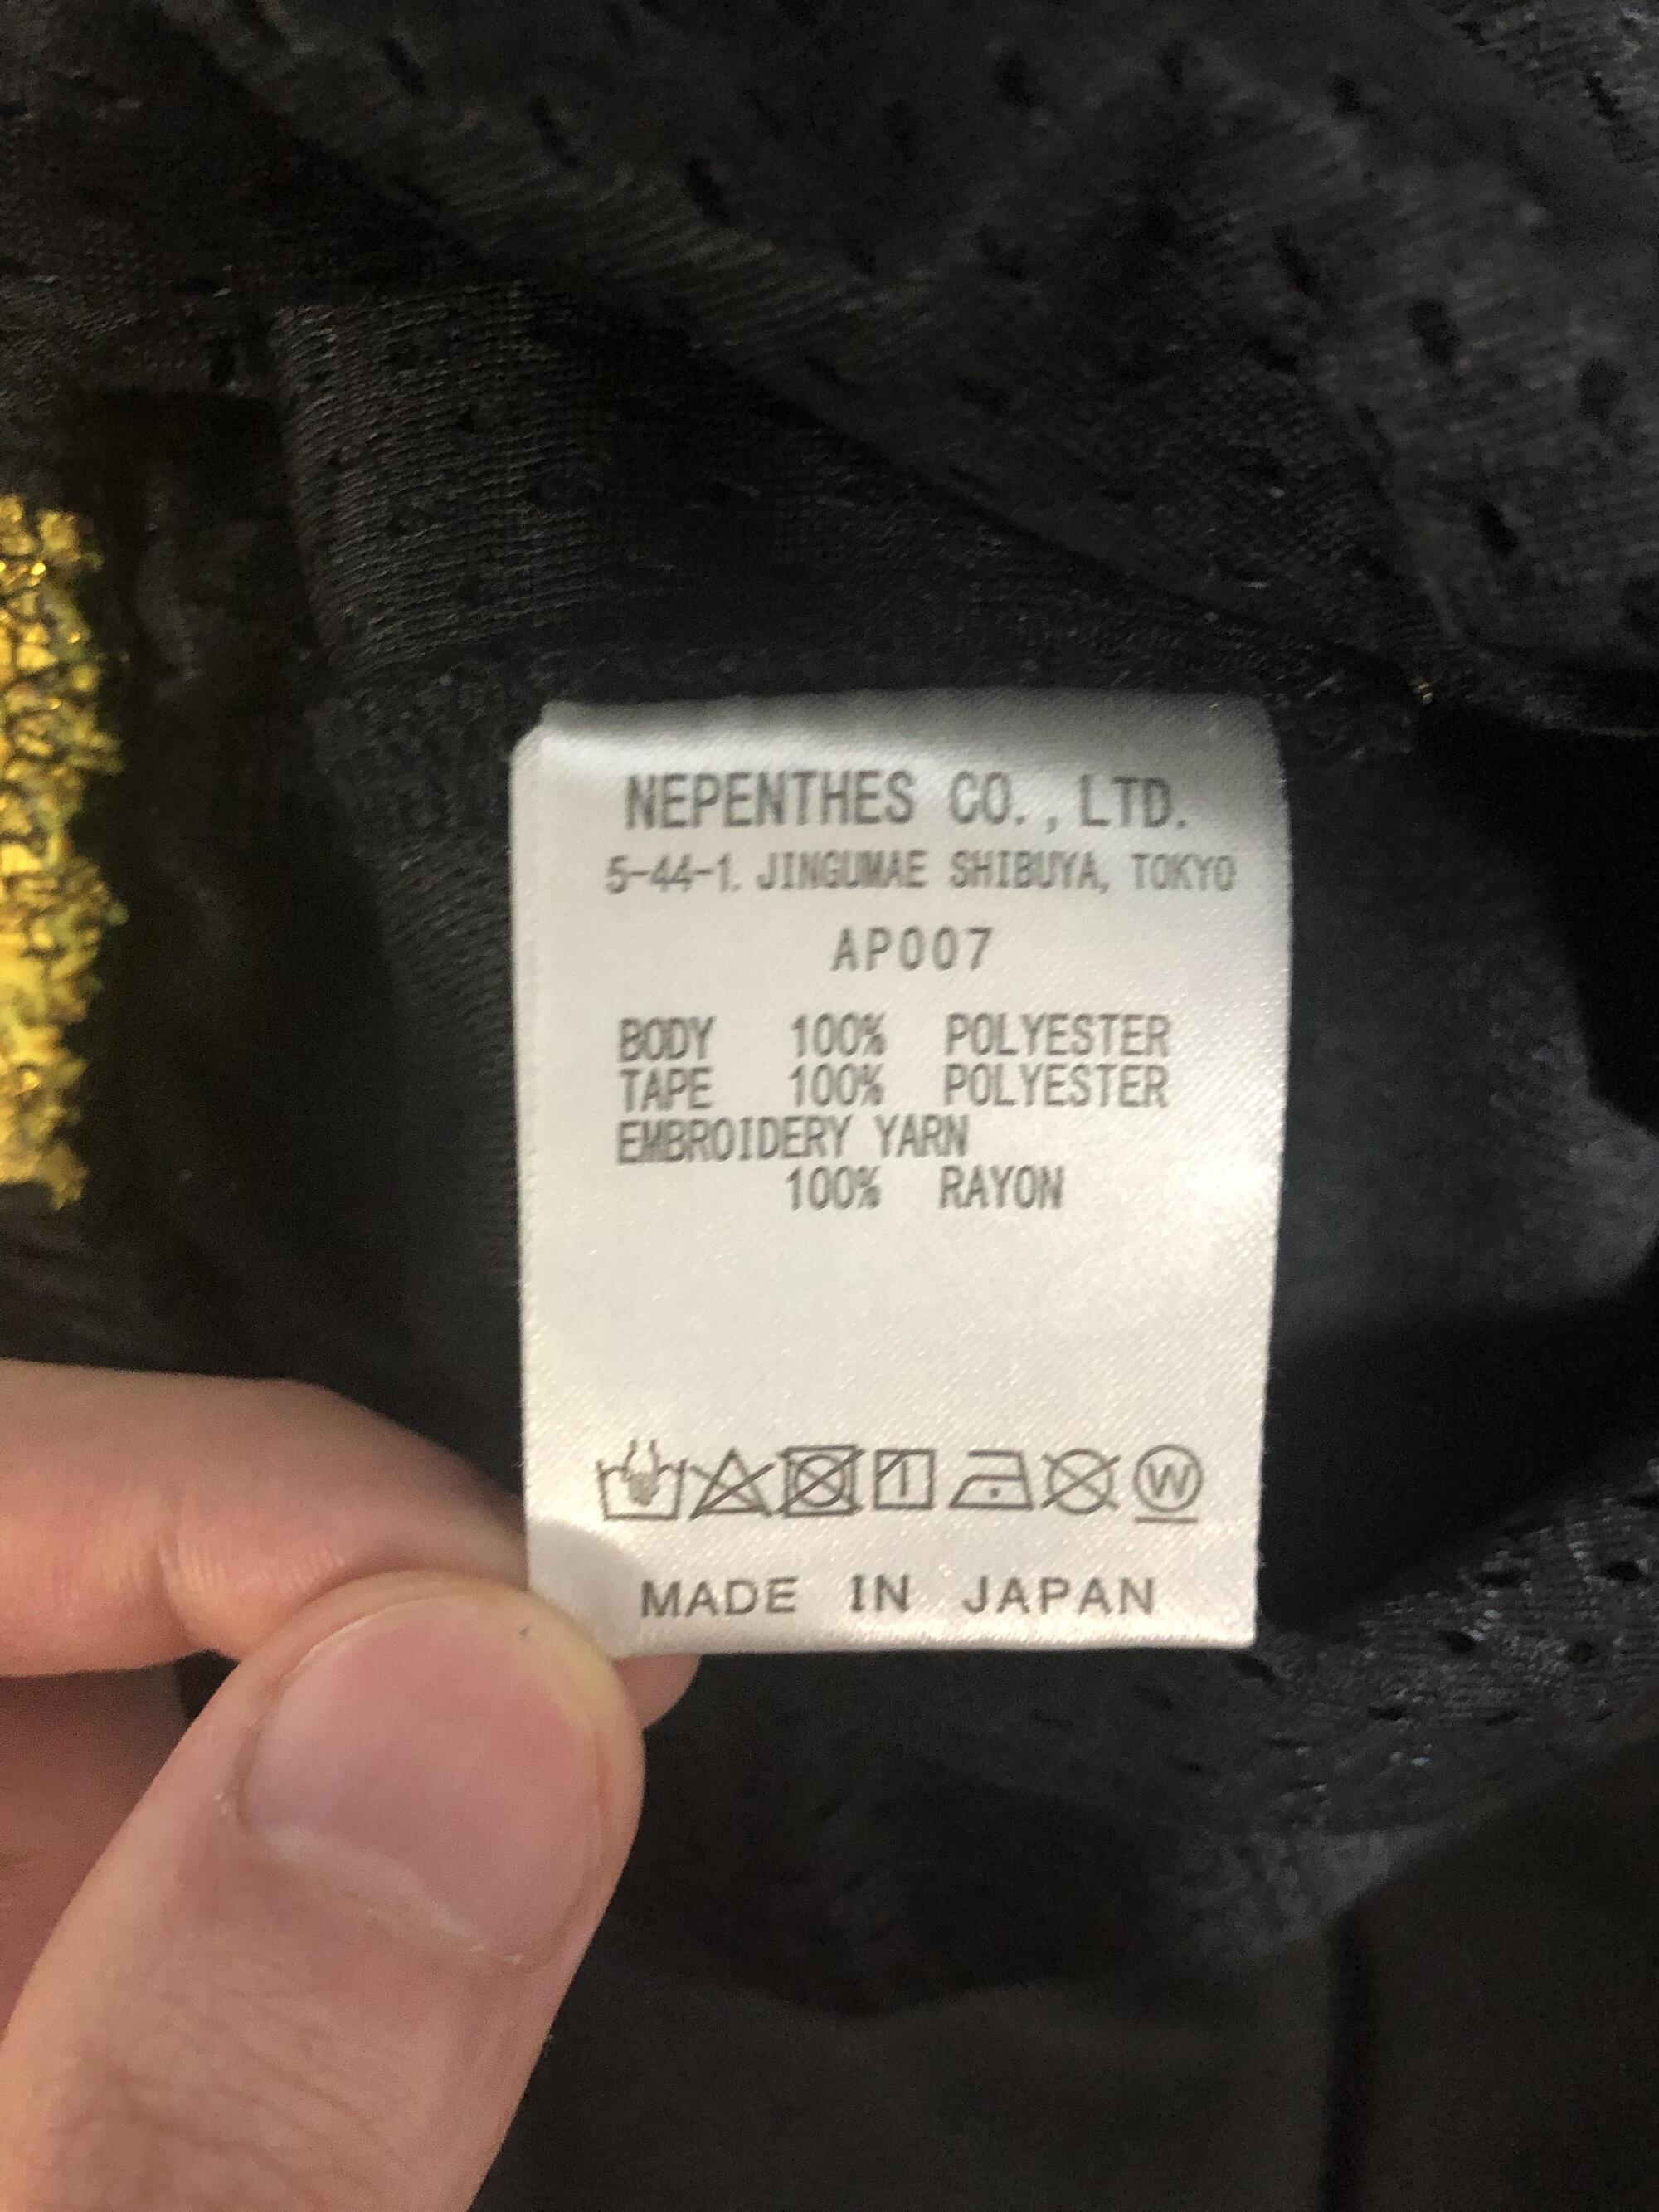 NEPENTHES CO., LTD.
5-44-1. JINGUMAE SHIBUYA, TOKYO
AP007
BODY 100% POLYESTER
TAPE 100% POLYESTER
EMBROIDERY YARN
100% RAYON
W
MADE IN JAPAN